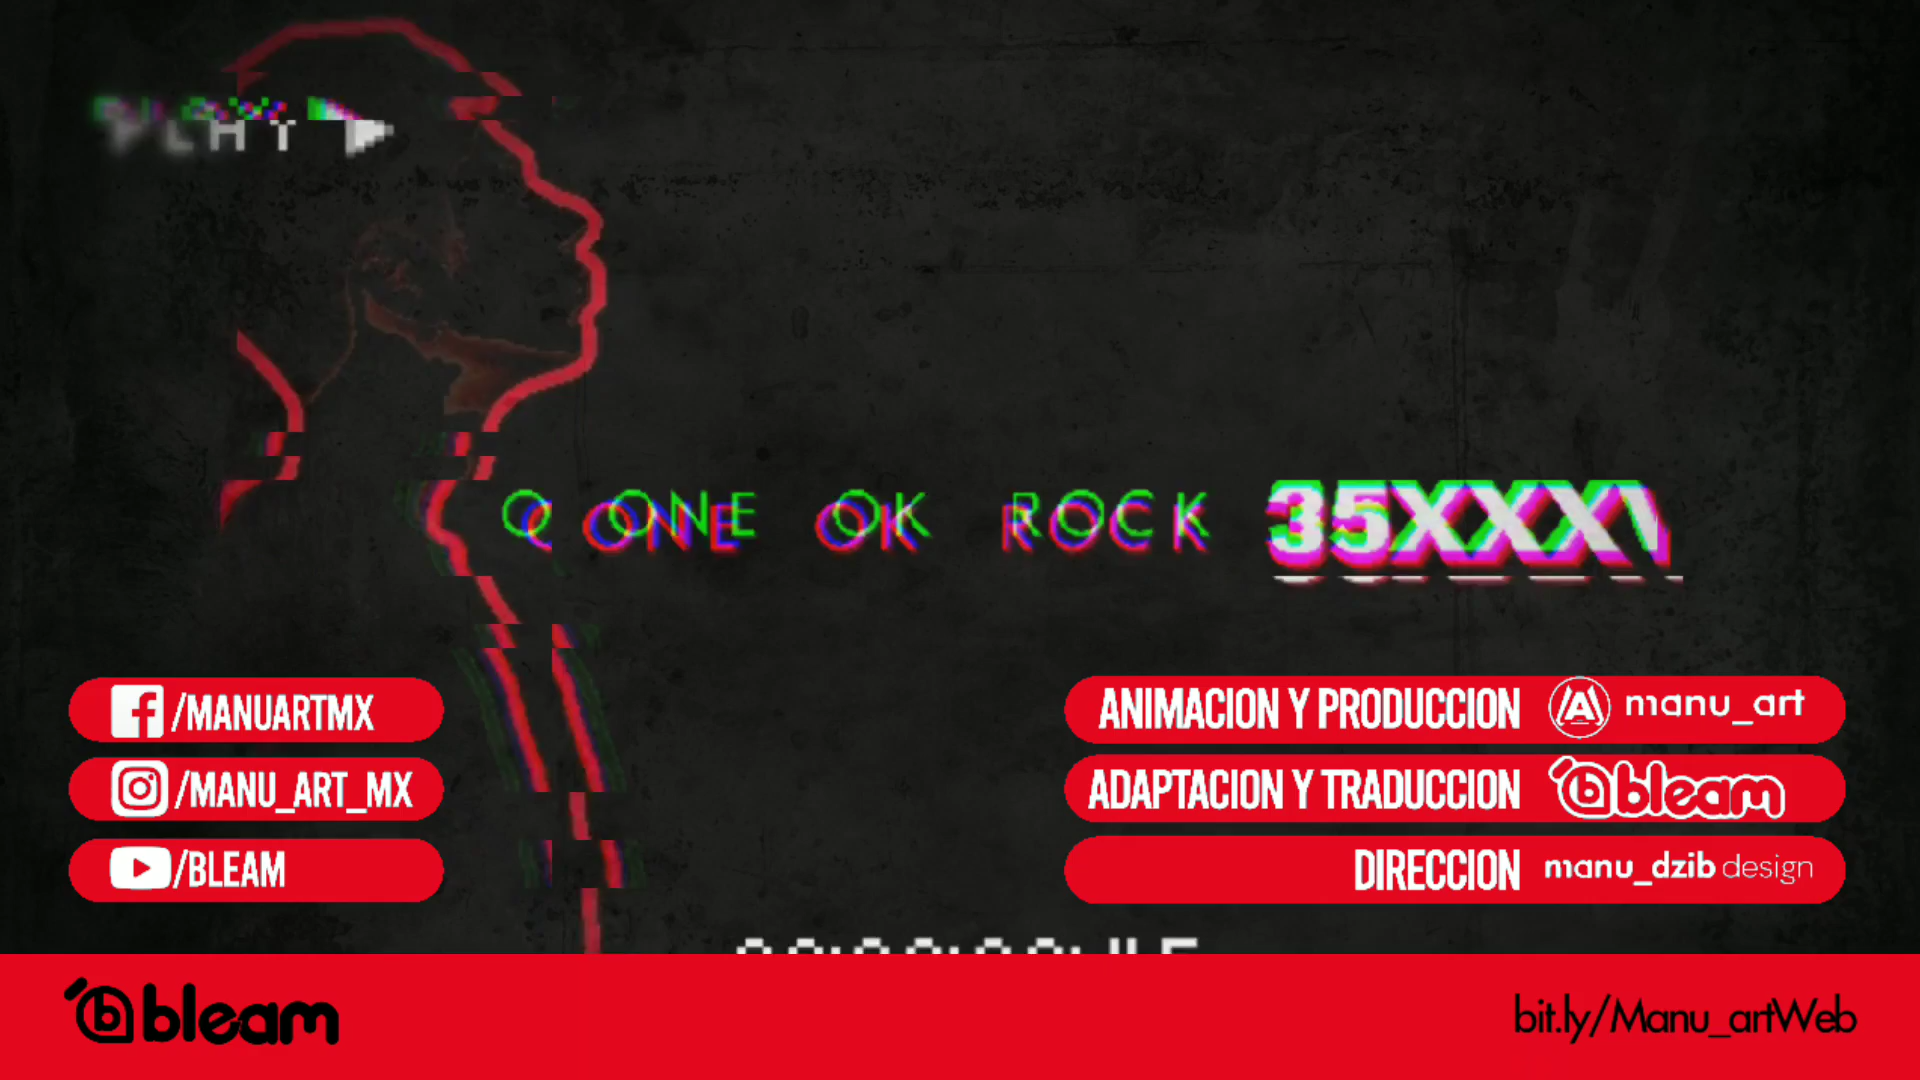 PLAY
ONE OK ROCK 35XXXV
/MANUARTMX
/MANU_ART_MX
/BLEAM
ANIMACION Y PRODUCCION manu_art
ADAPTACION Y TRADUCCION bleam
DIRECCION manu_dzib design
bleam
bit.ly/Manu_artWeb